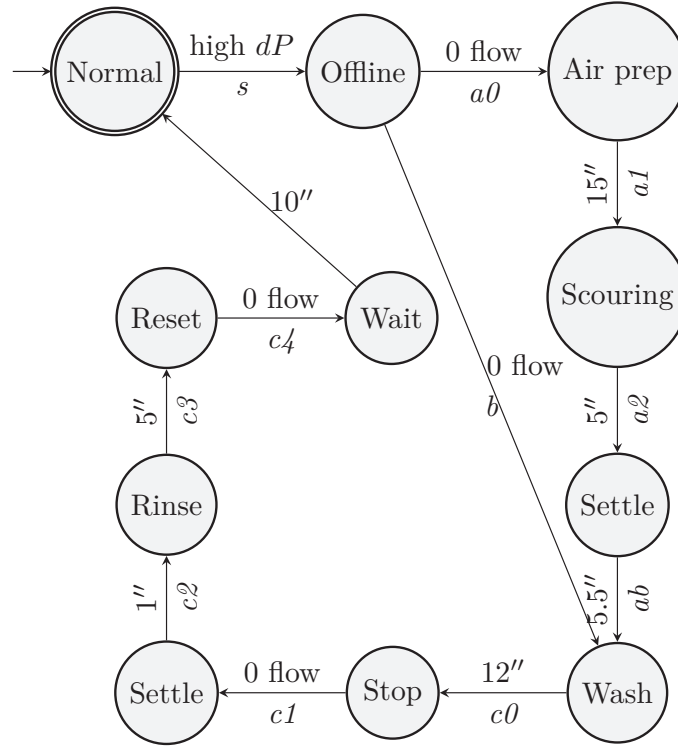 Normal
high dP
s
Offline
0 flow
a0
Air prep
15″
a1
Scouring
10″
Reset
0 flow
c4
Wait
0 flow
b
5″
a2
5″
c3
Settle
Rinse
5.5″
ab
1″
c2
Settle
0 flow
c1
Stop
12″
c0
Wash